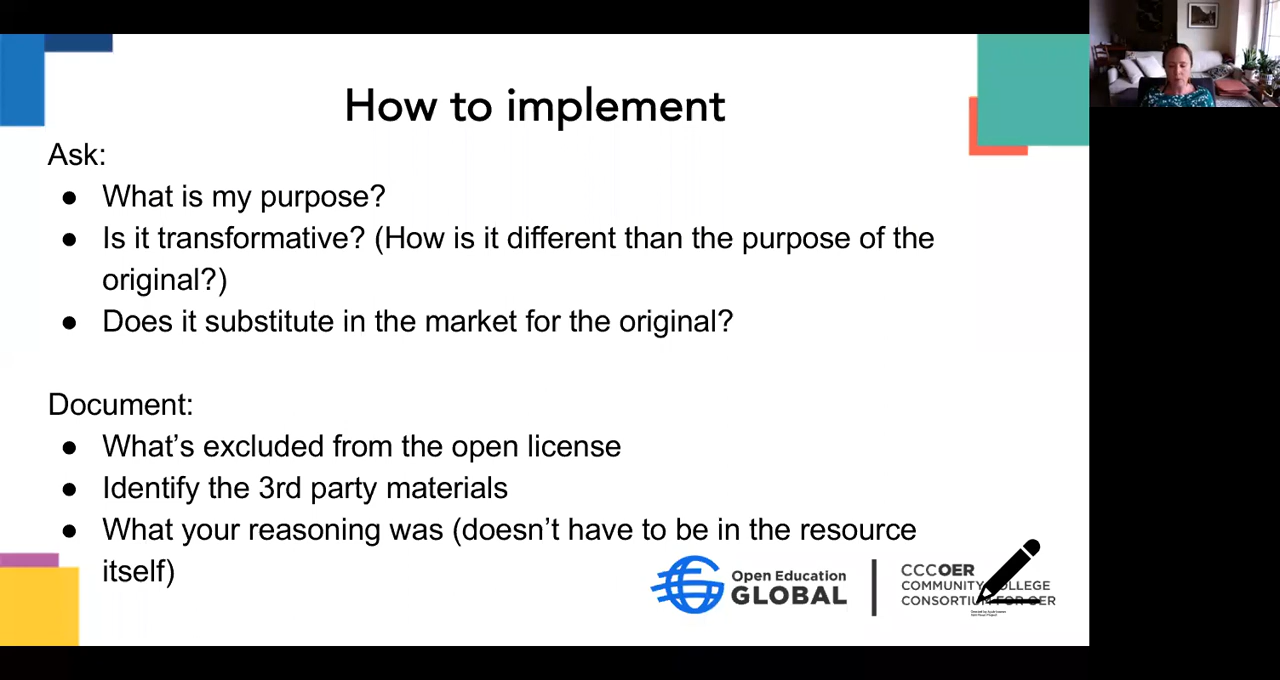 How to implement
Ask:
● What is my purpose?
● Is it transformative? (How is it different than the purpose of the
original?)
● Does it substitute in the market for the original?
Document:
● What’s excluded from the open license
● Identify the 3rd party materials
● What your reasoning was (doesn’t have to be in the resource
itself)
Open Education
GLOBAL
CCCOER
COMMUNITY COLLEGE
CONSORTIUM FOR OER